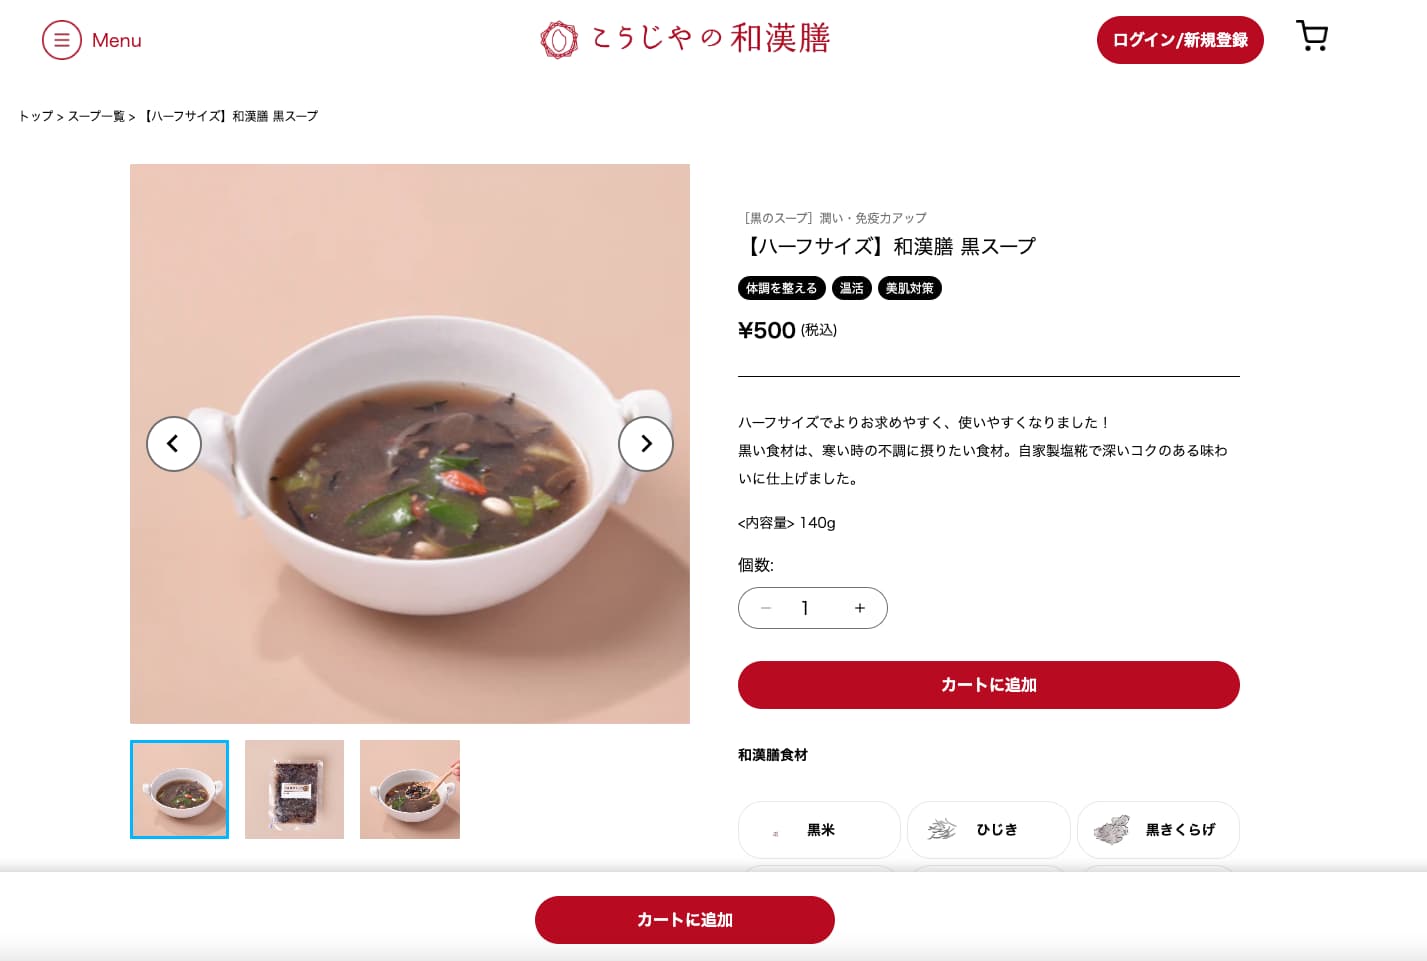 Menu
こうじやの和漢膳
ログイン/新規登録
トップ > スープ一覧 > 【ハーフサイズ】和漢膳 黒スープ
［黒のスープ］潤い・免疫力アップ
【ハーフサイズ】和漢膳 黒スープ
体調を整える 温活 美肌対策
¥500 (税込)
ハーフサイズでよりお求めやすく、使いやすくなりました！
黒い食材は、寒い時の不調に摂りたい食材。自家製塩糀で深いコクのある味わ
いに仕上げました。
<内容量> 140g
個数:
− 1 +
カートに追加
和漢膳食材
黒米 ひじき 黒きくらげ
カートに追加